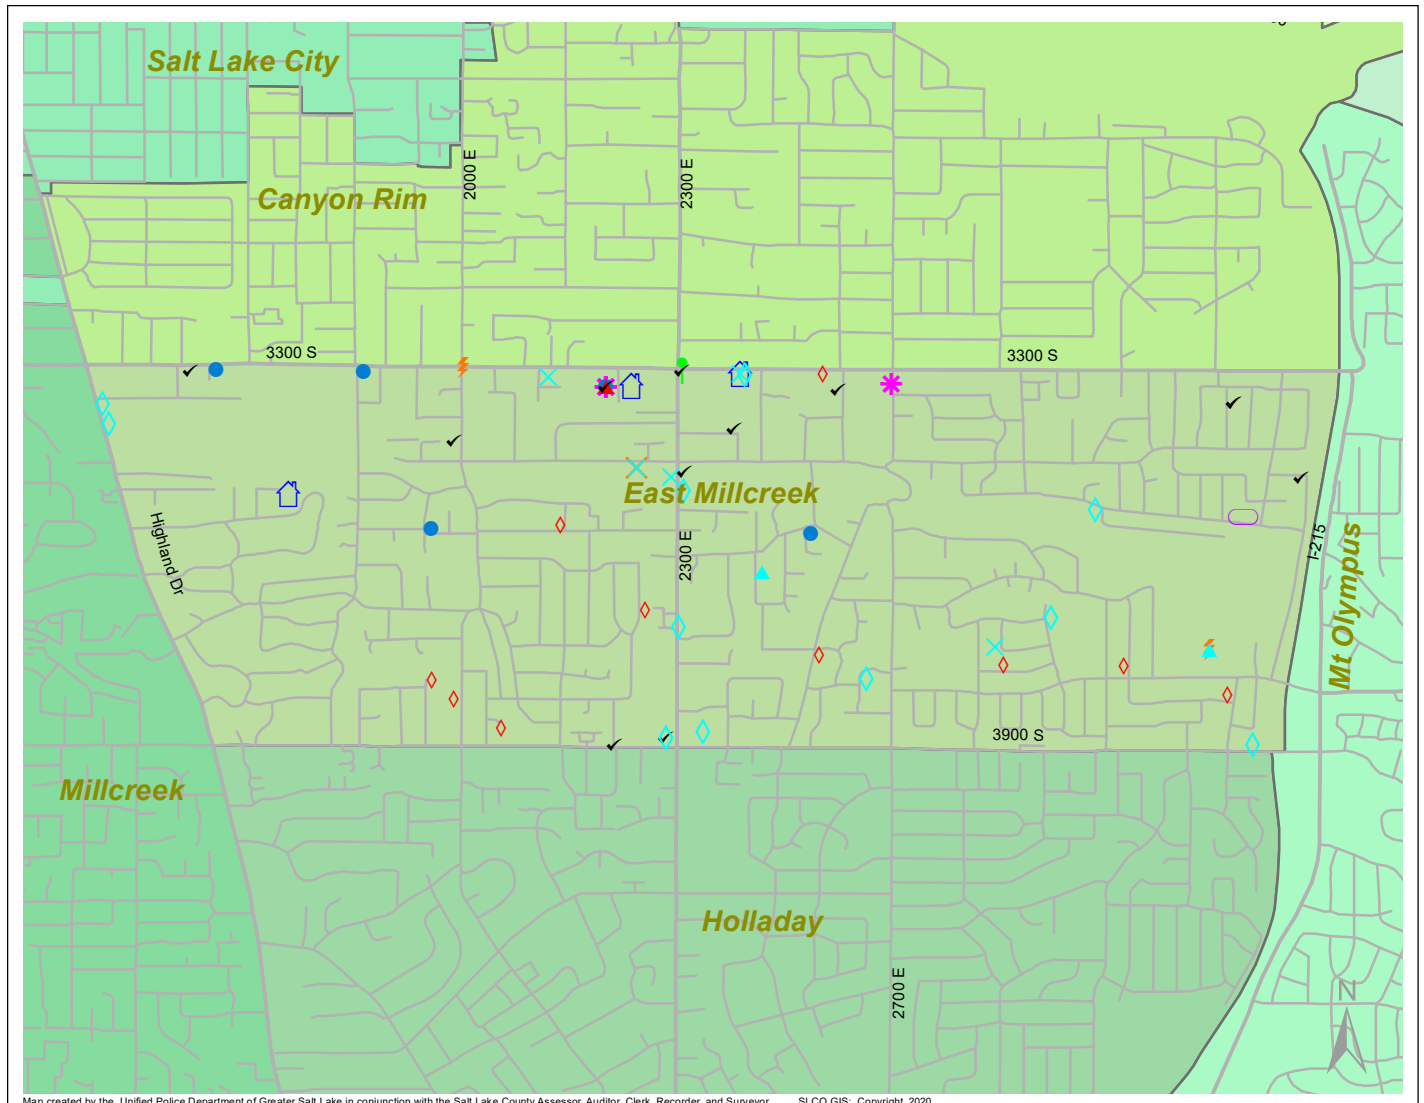 Salt Lake City
Canyon Rim
2000 E
2300 E
3300 S
3300 S
East Millcreek
Highland Dr
2300 E
I-215
Mt Olympus
3900 S
Millcreek
Holladay
2700 E
N
Map created by the Unified Police Department of Greater Salt Lake in conjunction with the Salt Lake County Assessor, Auditor, Clerk, Recorder, and Surveyor. SLCO GIS: Copyright, 2020